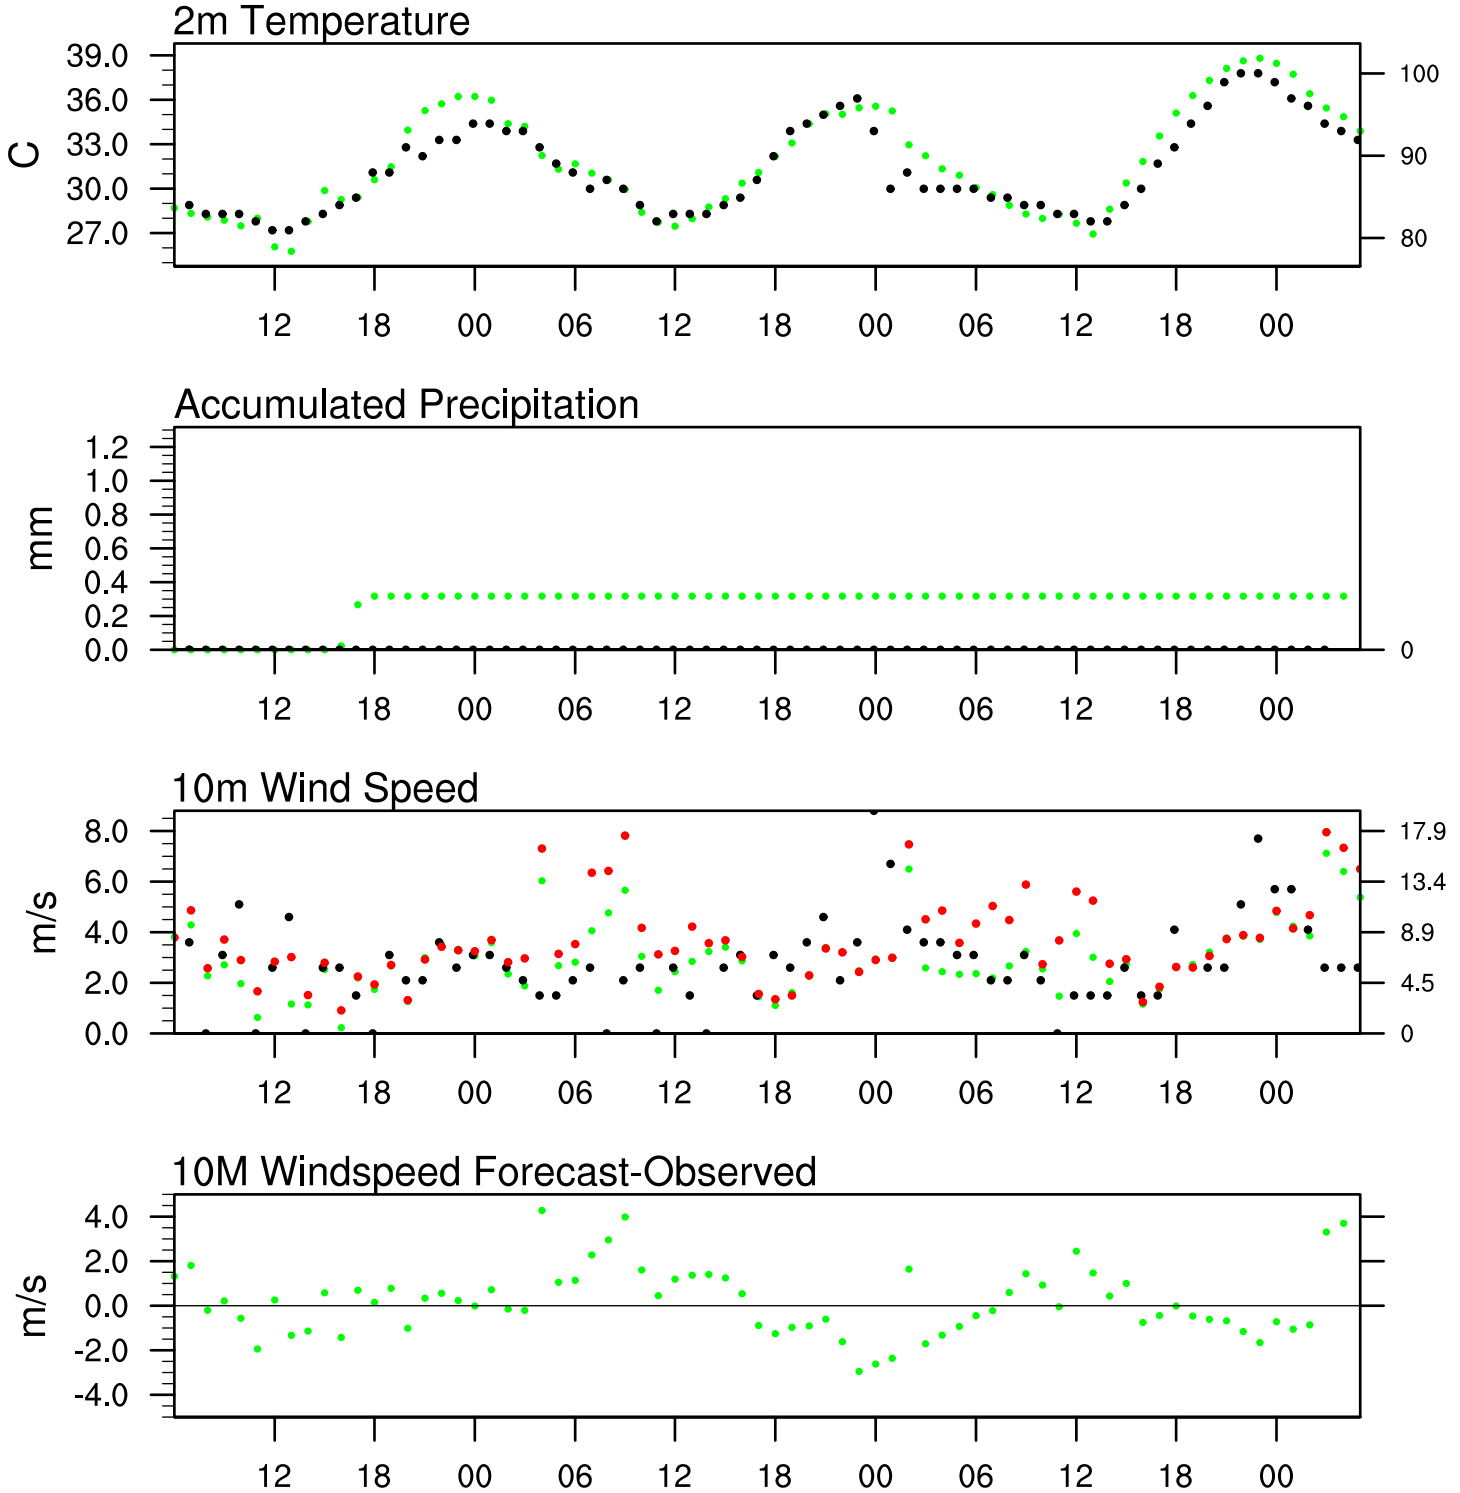 2m Temperature
39.0
36.0
33.0
30.0
27.0
C
100
90
80
12 18 00 06 12 18 00 06 12 18 00
Accumulated Precipitation
1.2
1.0
0.8
0.6
0.4
0.2
0.0
mm
0
12 18 00 06 12 18 00 06 12 18 00
10m Wind Speed
8.0
6.0
4.0
2.0
0.0
m/s
17.9
13.4
8.9
4.5
0
12 18 00 06 12 18 00 06 12 18 00
10M Windspeed Forecast-Observed
4.0
2.0
0.0
-2.0
-4.0
m/s
12 18 00 06 12 18 00 06 12 18 00